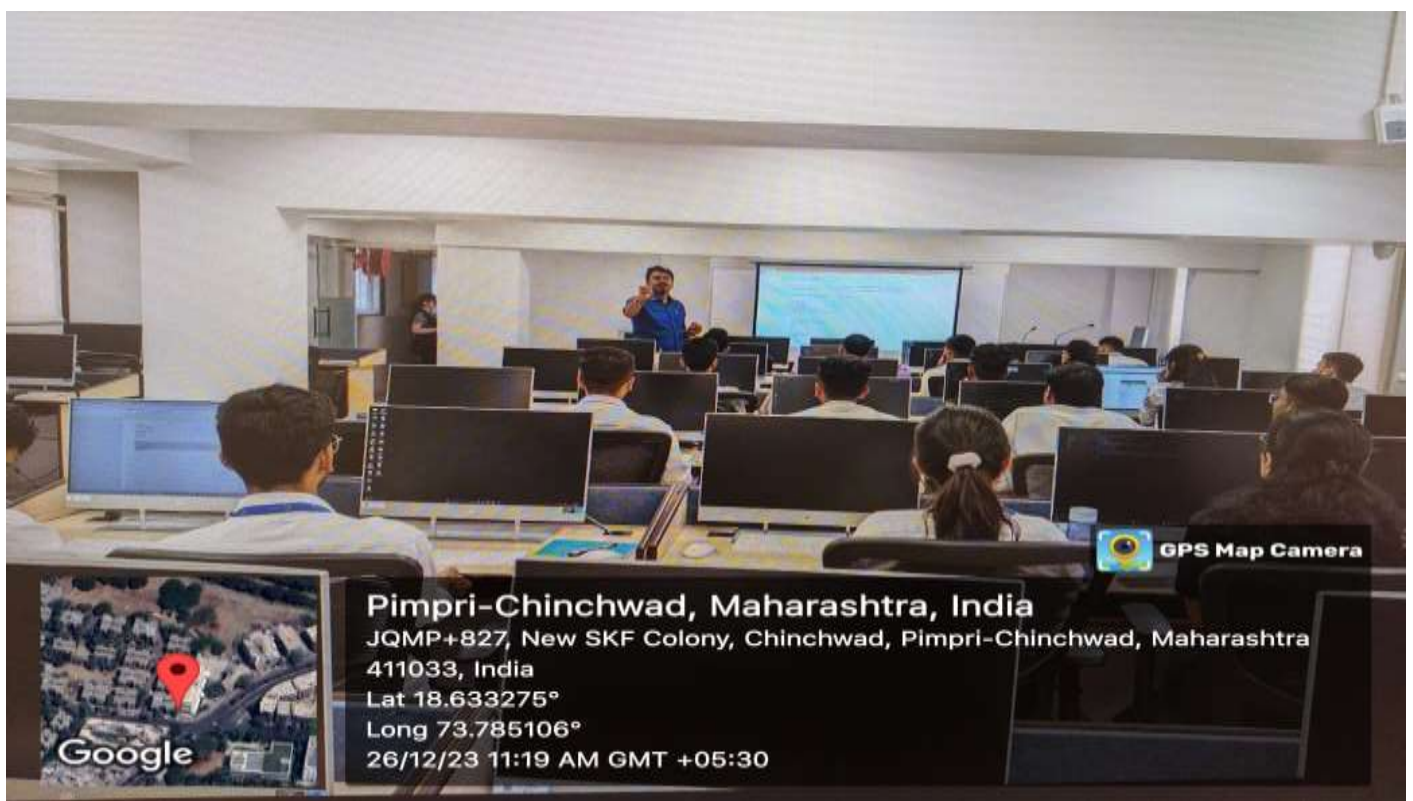 GPS Map Camera
Pimpri-Chinchwad, Maharashtra, India
JQMP+827, New SKF Colony, Chinchwad, Pimpri-Chinchwad, Maharashtra
411033, India
Lat 18.633275°
Long 73.785106°
26/12/23 11:19 AM GMT +05:30
Google